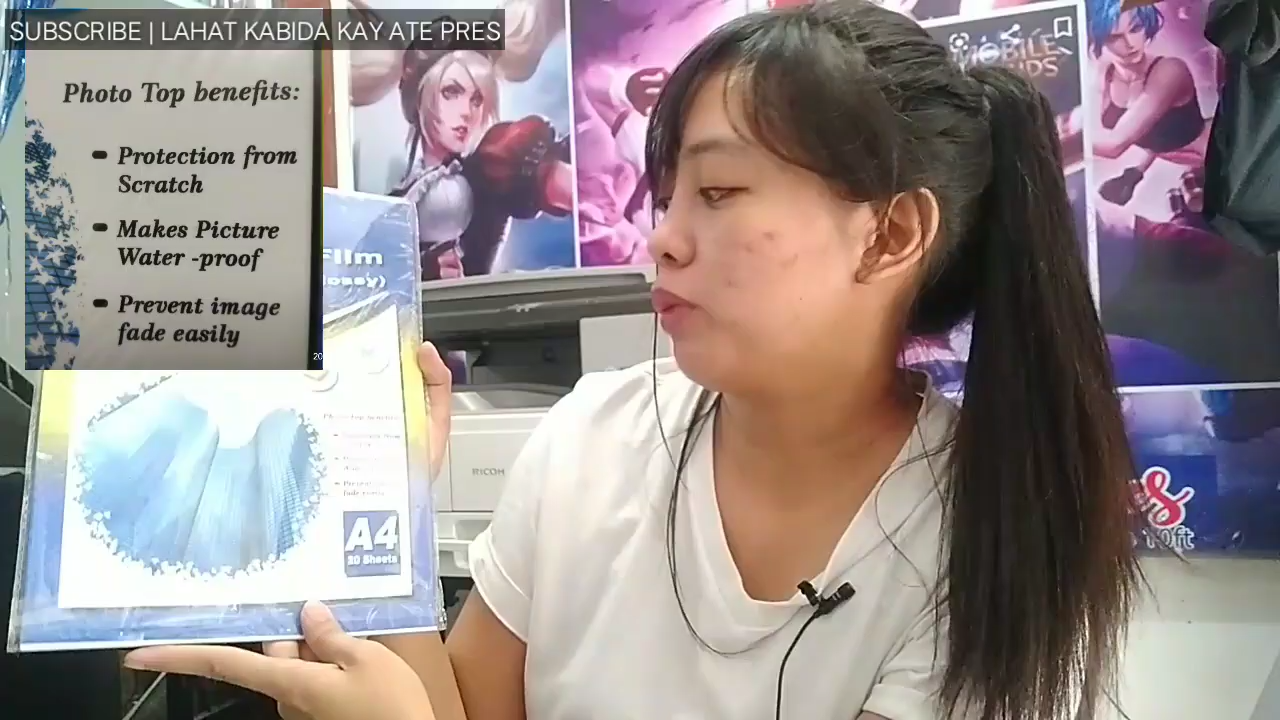 SUBSCRIBE | LAHAT KABIDA KAY ATE PRES
Photo Top benefits:
- Protection from
Scratch
- Makes Picture
Water -proof
- Prevent image
fade easily
Film
A4
20 Sheets
RICOH
MOBILE
10ft